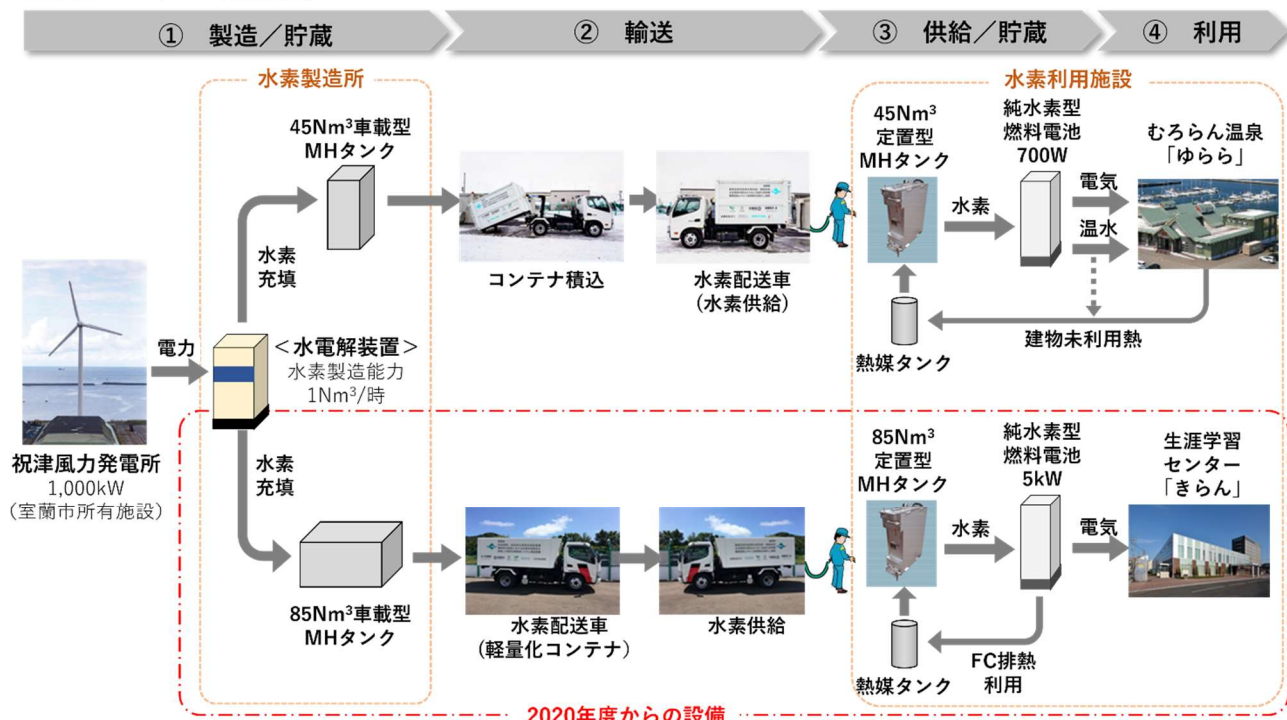 ① 製造／貯蔵
② 輸送
③ 供給／貯蔵
④ 利用
水素製造所
水素利用施設
45Nm³車載型
MHタンク
水素
充填
コンテナ積込
水素配送車
（水素供給）
45Nm³
定置型
MHタンク
水素
純水素型
燃料電池
700W
電気
温水
むろらん温泉
「ゆらら」
建物未利用熱
熱媒タンク
電力
＜水電解装置＞
水素製造能力
1Nm³/時
祝津風力発電所
1,000kW
（室蘭市所有施設）
水素
充填
85Nm³車載型
MHタンク
水素配送車
（軽量化コンテナ）
水素供給
85Nm³
定置型
MHタンク
水素
純水素型
燃料電池
5kW
電気
生涯学習
センター
「きらん」
FC排熱
利用
熱媒タンク
2020年度からの設備